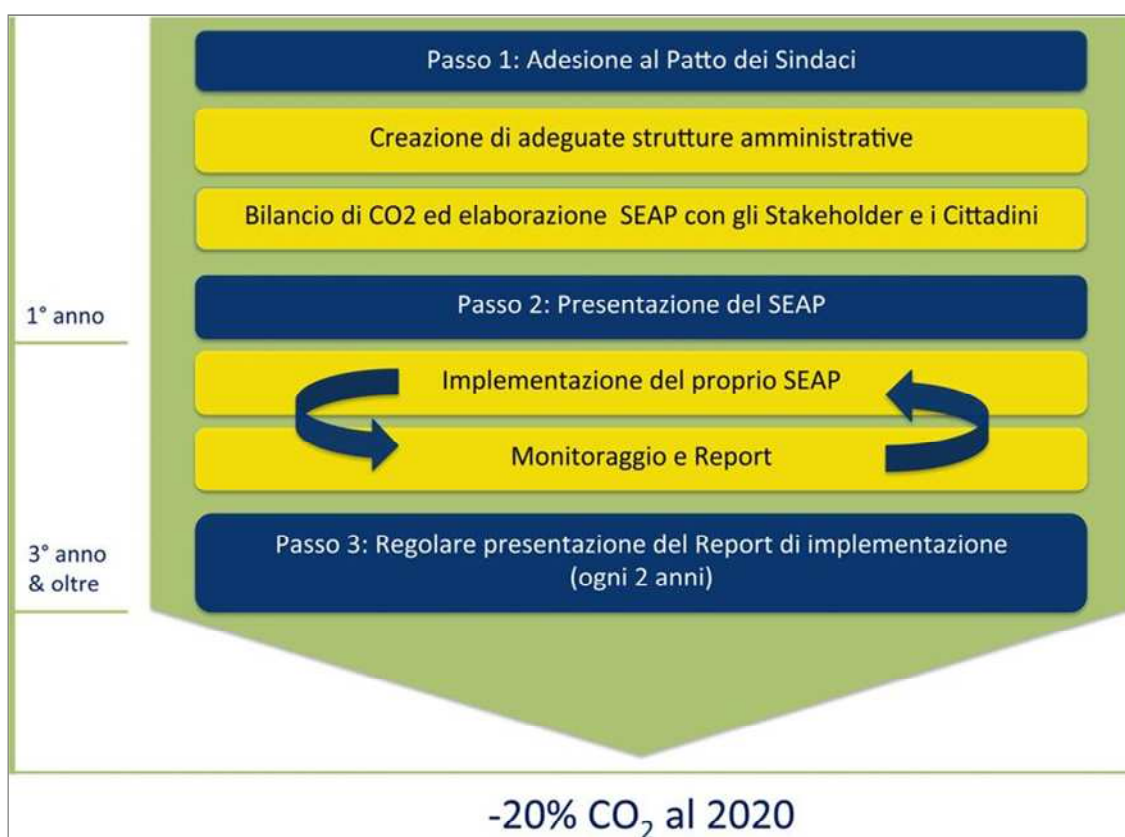 Passo 1: Adesione al Patto dei Sindaci
Creazione di adeguate strutture amministrative
Bilancio di CO2 ed elaborazione SEAP con gli Stakeholder e i Cittadini
1° anno
Passo 2: Presentazione del SEAP
Implementazione del proprio SEAP
Monitoraggio e Report
3° anno
& oltre
Passo 3: Regolare presentazione del Report di implementazione
(ogni 2 anni)
-20% CO₂ al 2020